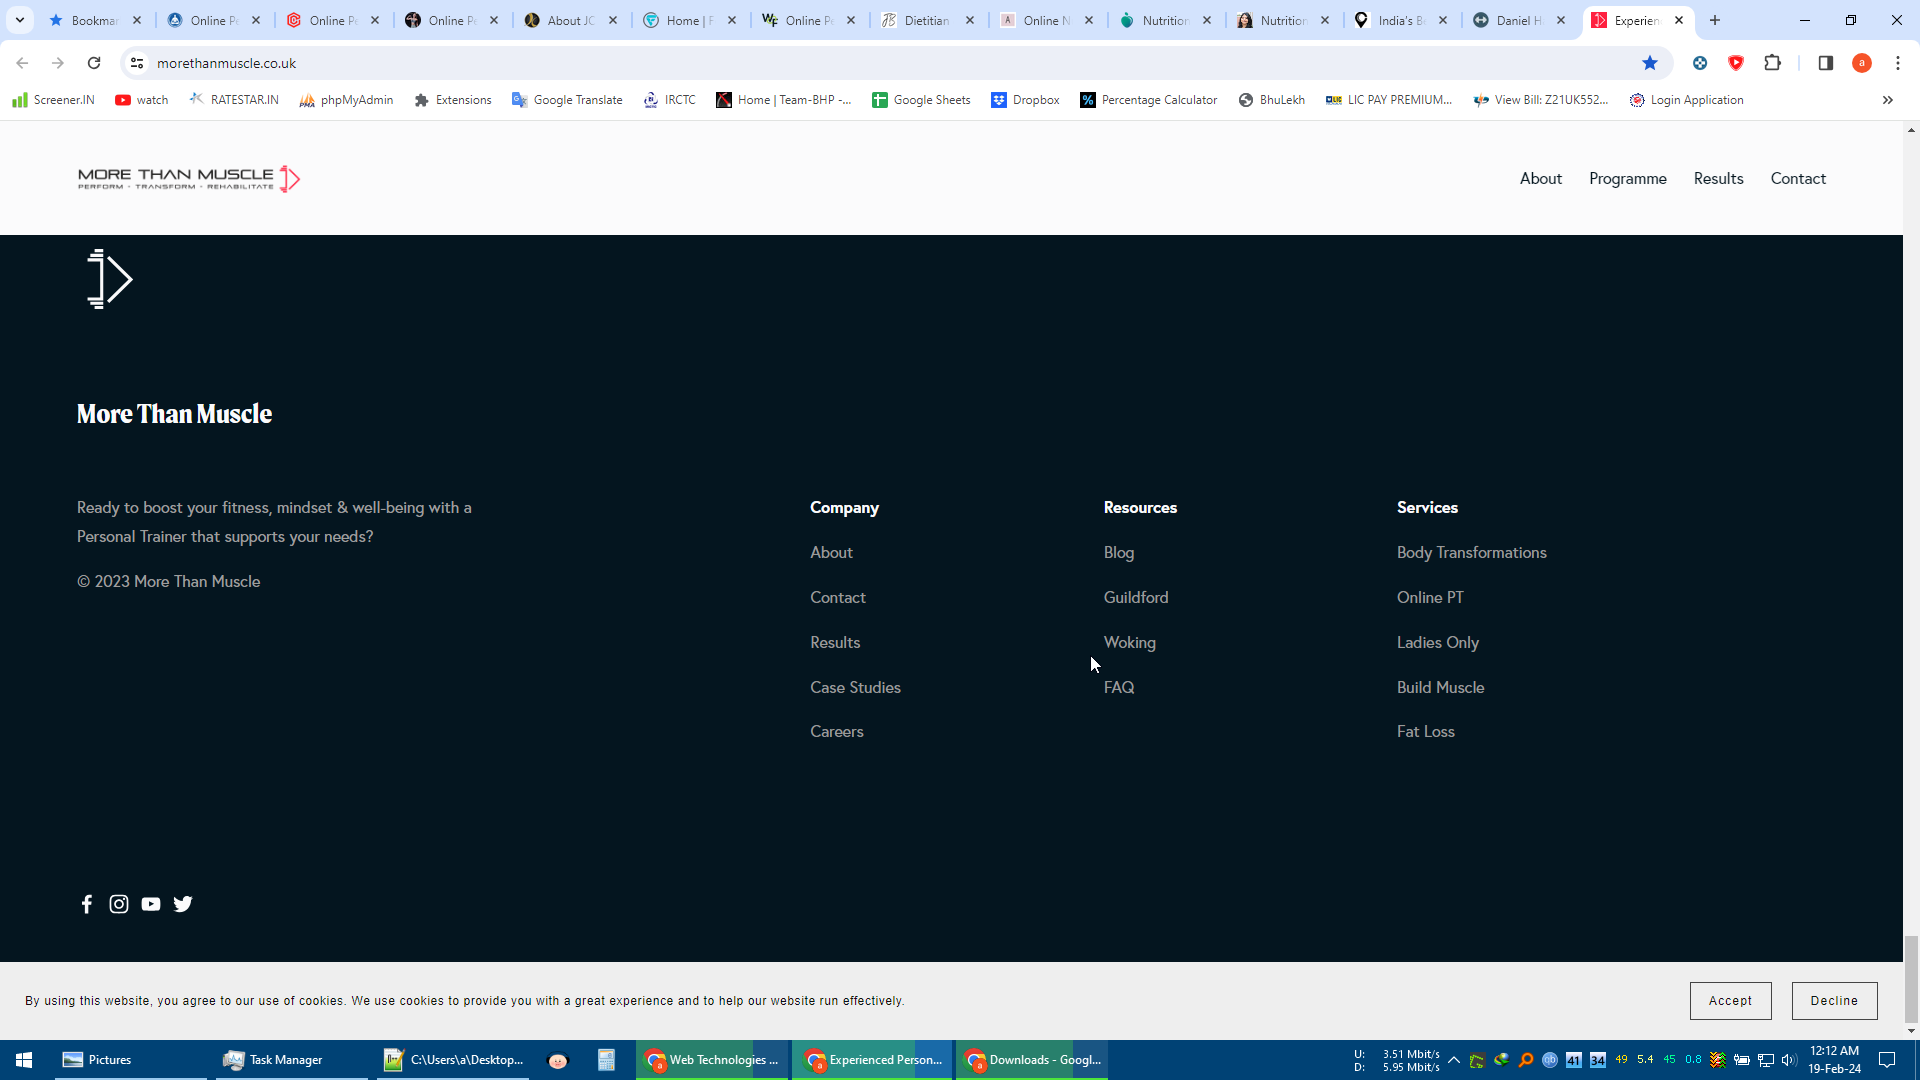 Bookmar
Online Pe
Online Pe
Online Pe
About JC
Home | F
Online Pe
Dietitian
Online N
Nutrition
Nutrition
India's Be
Daniel Ha
Experien
morethanmuscle.co.uk
a
Screener.IN
watch
RATESTAR.IN
phpMyAdmin
Extensions
Google Translate
IRCTC
Home | Team-BHP -...
Google Sheets
Dropbox
Percentage Calculator
BhuLekh
LIC PAY PREMIUM...
View Bill: Z21UK552...
Login Application
MORE THAN MUSCLE
PERFORM - TRANSFORM - REHABILITATE
About
Programme
Results
Contact
More Than Muscle
Ready to boost your fitness, mindset & well-being with a
Personal Trainer that supports your needs?
© 2023 More Than Muscle
Company
About
Contact
Results
Case Studies
Careers
Resources
Blog
Guildford
Woking
FAQ
Services
Body Transformations
Online PT
Ladies Only
Build Muscle
Fat Loss
By using this website, you agree to our use of cookies. We use cookies to provide you with a great experience and to help our website run effectively.
Accept
Decline
Pictures
Task Manager
C:\Users\a\Desktop...
Web Technologies ...
Experienced Person...
Downloads - Googl...
U: 3.51 Mbit/s
D: 5.95 Mbit/s
41
34
49
5.4
45
0.8
12:12 AM
19-Feb-24